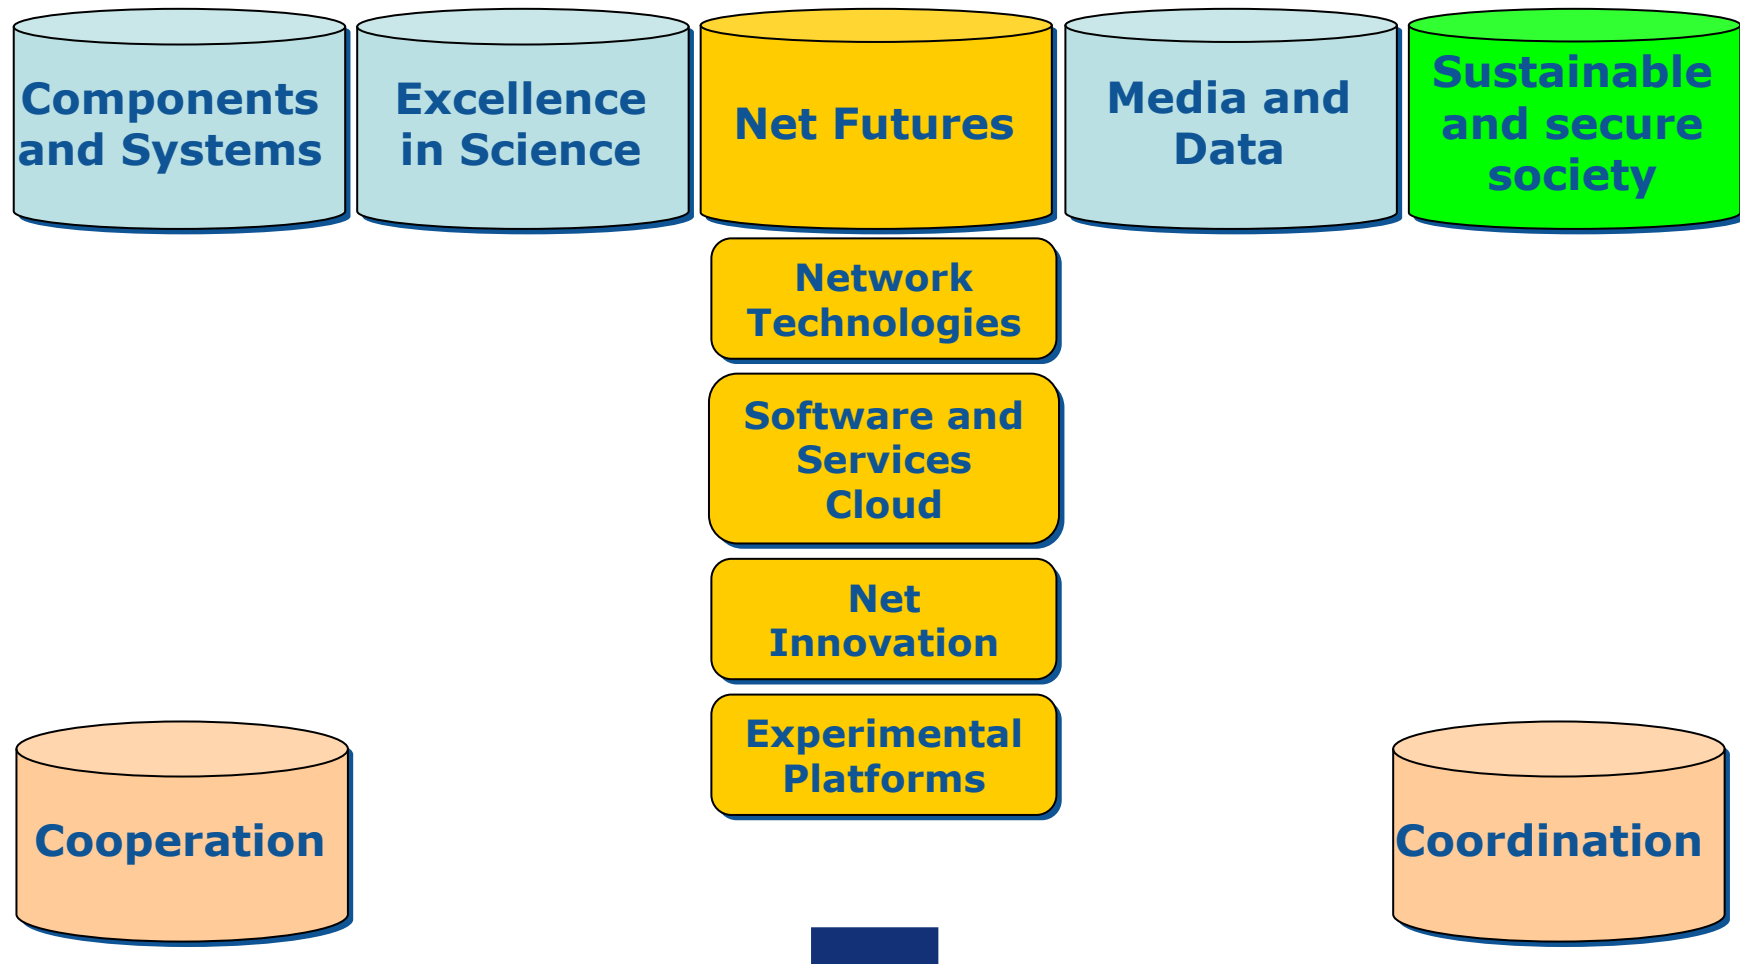 Components
and Systems
Excellence
in Science
Net Futures
Media and
Data
Sustainable
and secure
society
Network
Technologies
Software and
Services
Cloud
Net
Innovation
Experimental
Platforms
Cooperation
Coordination